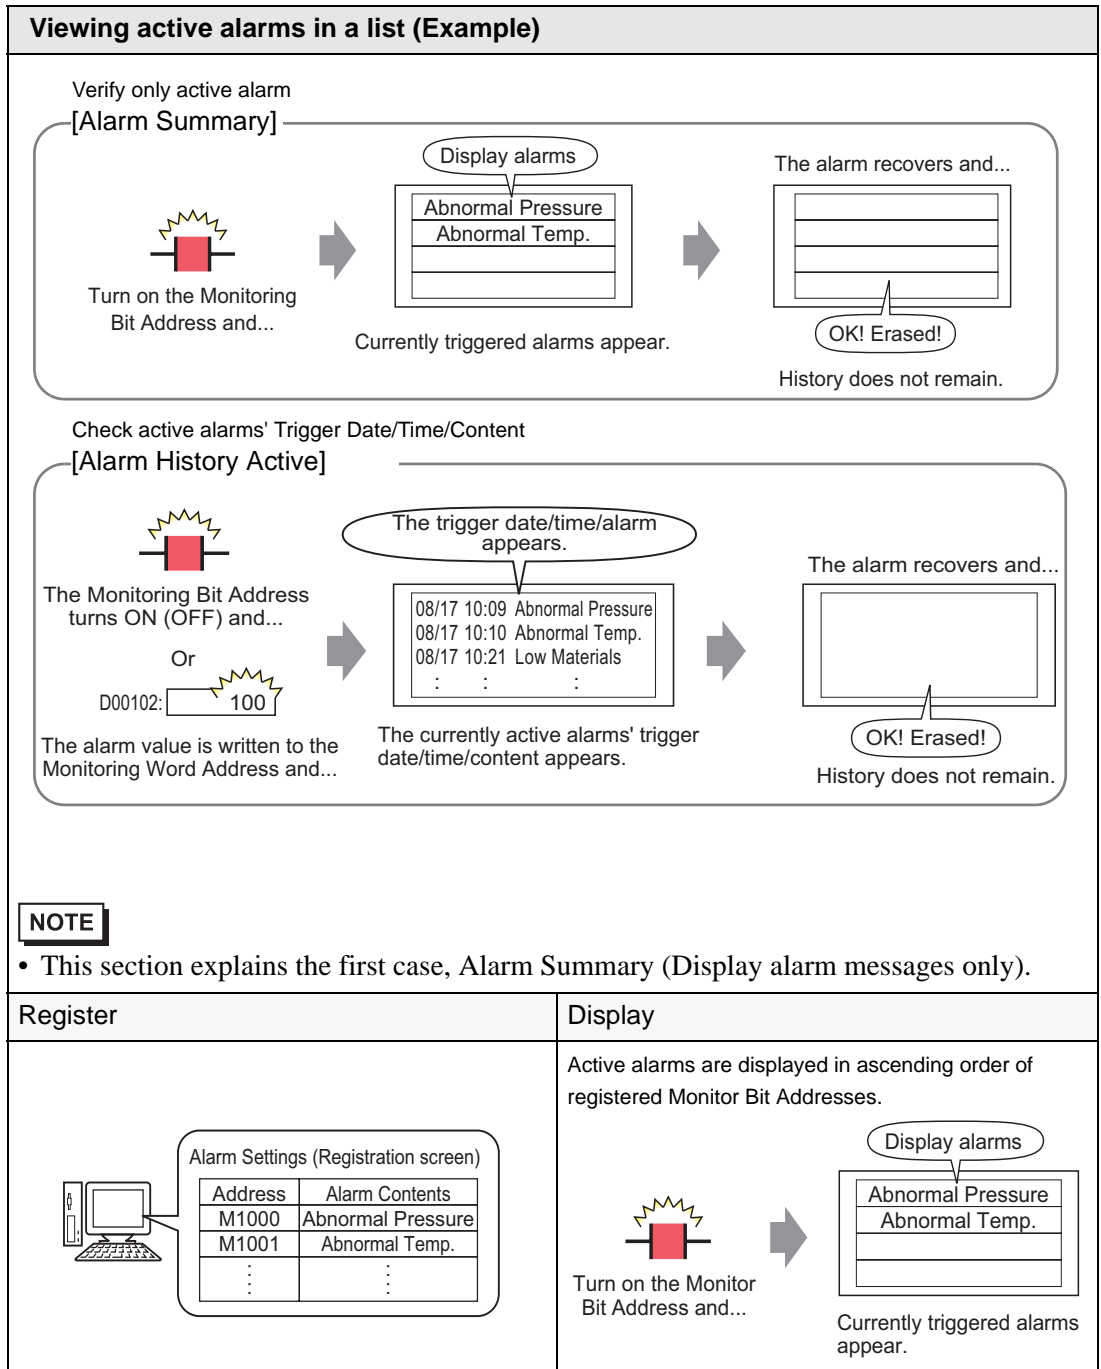 Viewing active alarms in a list (Example)
Verify only active alarm
[Alarm Summary]
Display alarms
The alarm recovers and...
Abnormal Pressure
Abnormal Temp.
Turn on the Monitoring
Bit Address and...
OK! Erased!
Currently triggered alarms appear.
History does not remain.
Check active alarms' Trigger Date/Time/Content
[Alarm History Active]
The trigger date/time/alarm
appears.
The alarm recovers and...
The Monitoring Bit Address
turns ON (OFF) and...
08/17 10:09 Abnormal Pressure
08/17 10:10 Abnormal Temp.
08/17 10:21 Low Materials
: : :
Or
D00102: 100
The alarm value is written to the
Monitoring Word Address and...
The currently active alarms' trigger
date/time/content appears.
OK! Erased!
History does not remain.
NOTE
• This section explains the first case, Alarm Summary (Display alarm messages only).
Register
Display
Alarm Settings (Registration screen)
Address Alarm Contents
M1000 Abnormal Pressure
M1001 Abnormal Temp.
: :
: :
Active alarms are displayed in ascending order of
registered Monitor Bit Addresses.
Display alarms
Abnormal Pressure
Abnormal Temp.
Turn on the Monitor
Bit Address and...
Currently triggered alarms
appear.